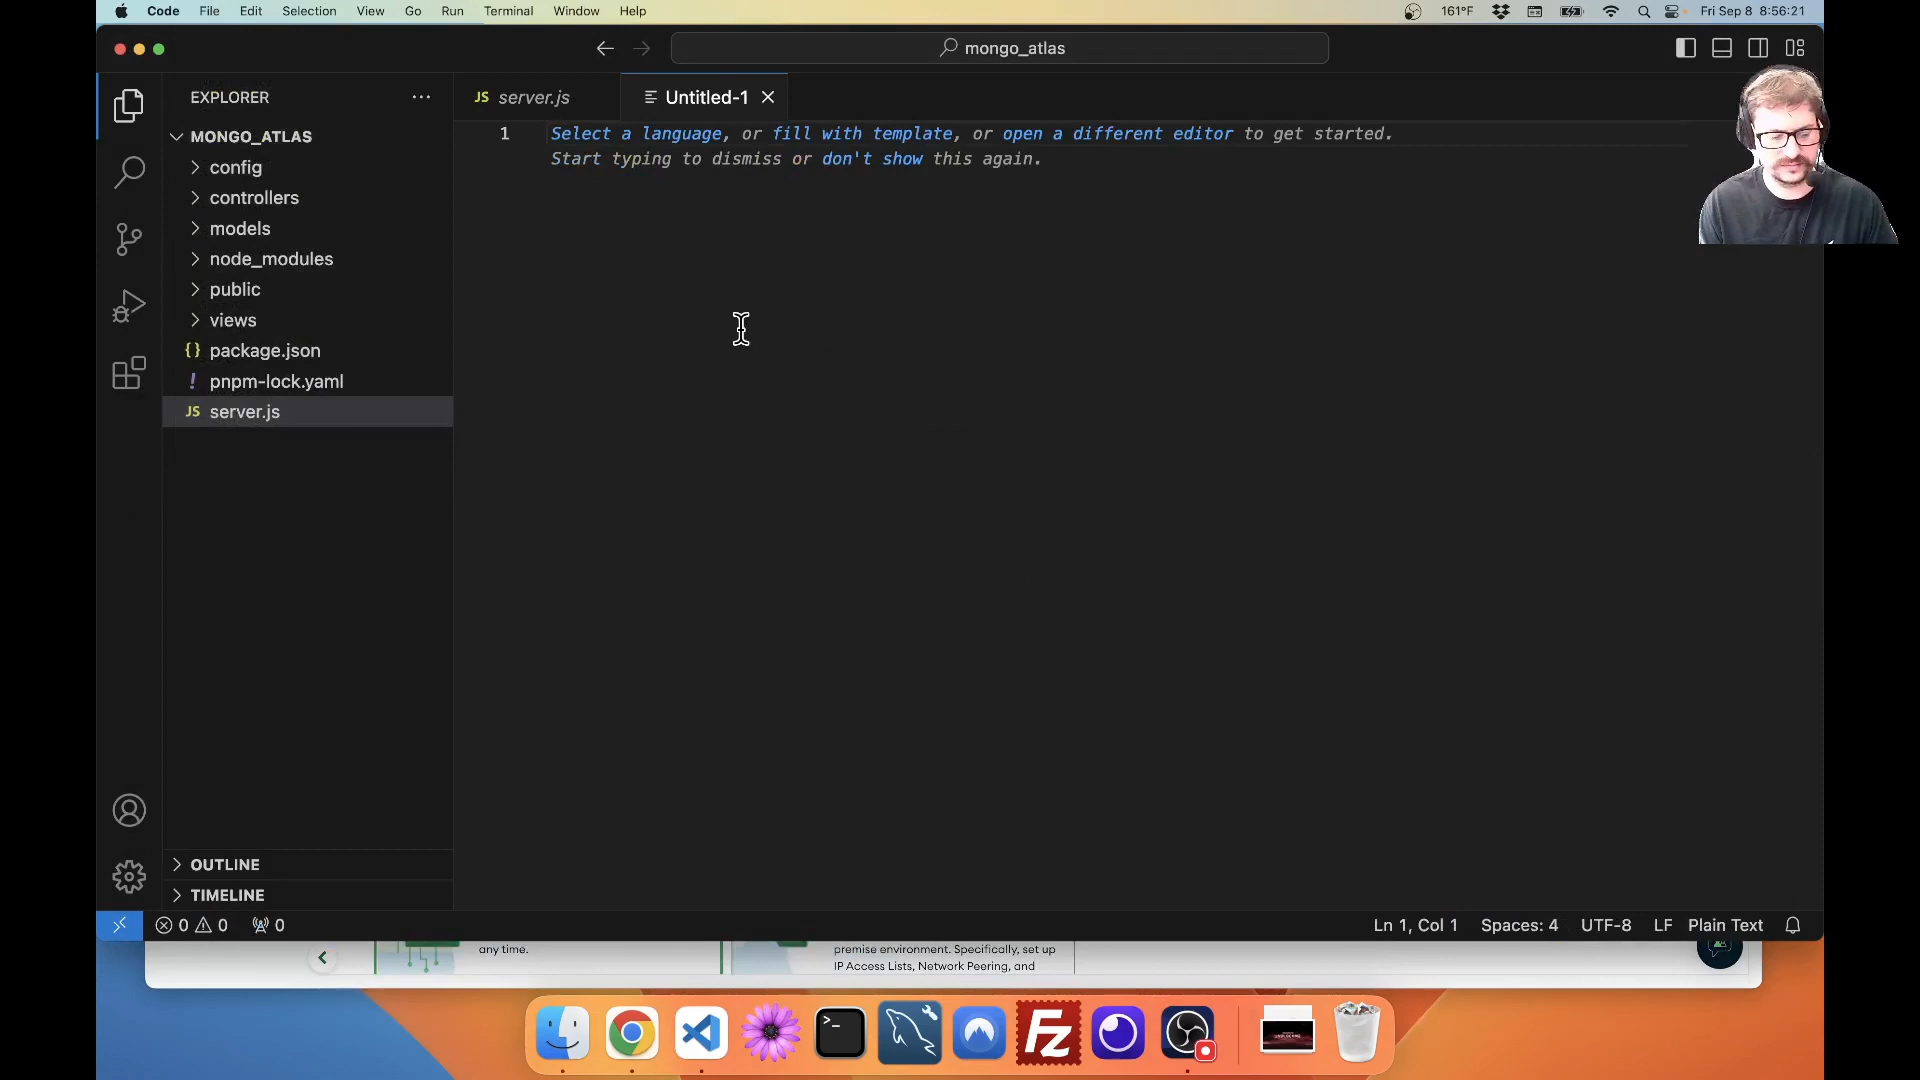 Code File Edit Selection View Go Run Terminal Window Help
161°F Fri Sep 8 8:56:21
mongo_atlas
EXPLORER
MONGO_ATLAS
config
controllers
models
node_modules
public
views
{} package.json
! pnpm-lock.yaml
JS server.js
OUTLINE
TIMELINE
JS server.js Untitled-1
1 Select a language, or fill with template, or open a different editor to get started.
Start typing to dismiss or don't show this again.
0 0 0
Ln 1, Col 1 Spaces: 4 UTF-8 LF Plain Text
any time.
premise environment. Specifically, set up
IP Access Lists, Network Peering, and
>_
Fz